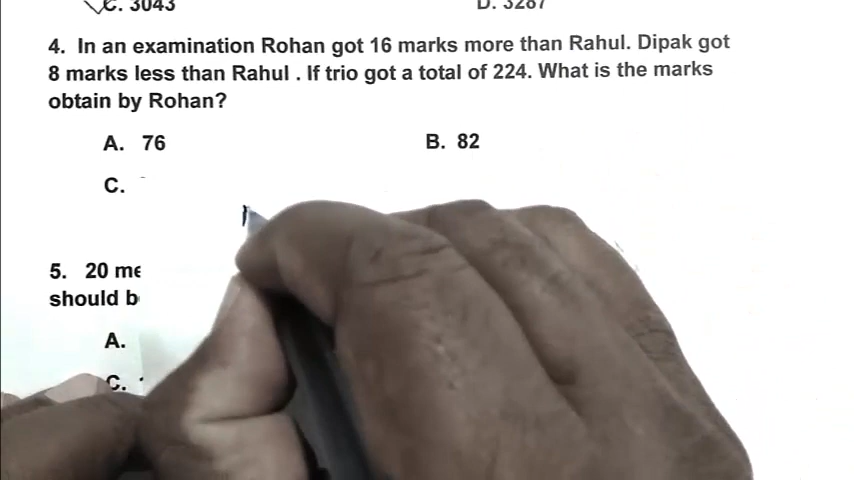 C. 3043 D. 3287
4. In an examination Rohan got 16 marks more than Rahul. Dipak got
8 marks less than Rahul . If trio got a total of 224. What is the marks
obtain by Rohan?
A. 76 B. 82
C.
5. 20 me
should b
A.
C.